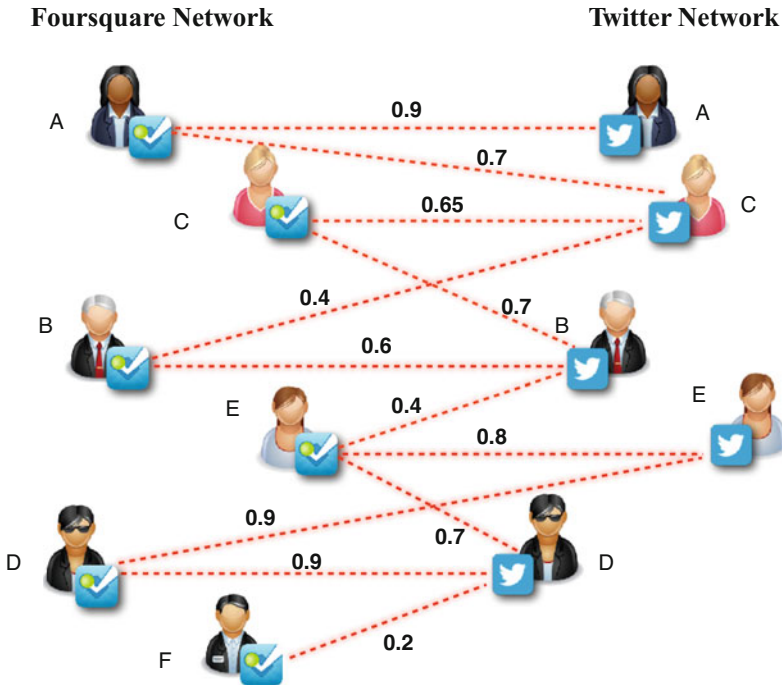 Foursquare Network
Twitter Network
A
0.9
A
0.7
C
0.65
C
B
0.4
0.7
B
0.6
E
0.4
E
0.8
0.9
0.7
D
0.9
D
F
0.2